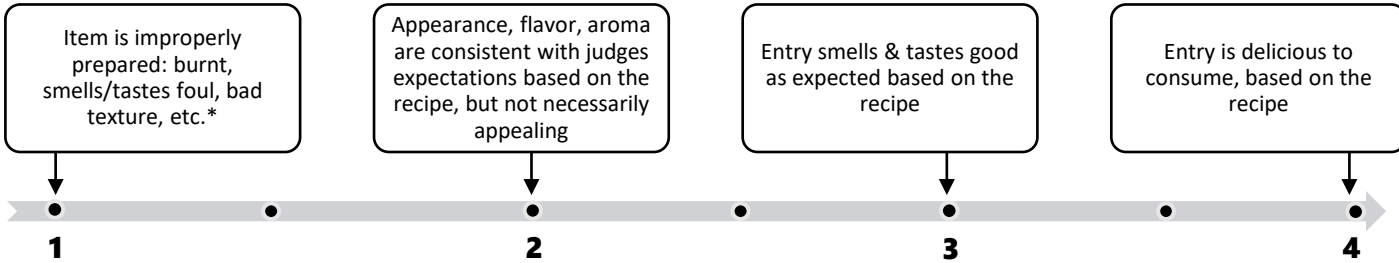 Item is improperly
prepared: burnt,
smells/tastes foul, bad
texture, etc.*
Appearance, flavor, aroma
are consistent with judges
expectations based on the
recipe, but not necessarily
appealing
Entry smells & tastes good
as expected based on the
recipe
Entry is delicious to
consume, based on the
recipe
1
2
3
4